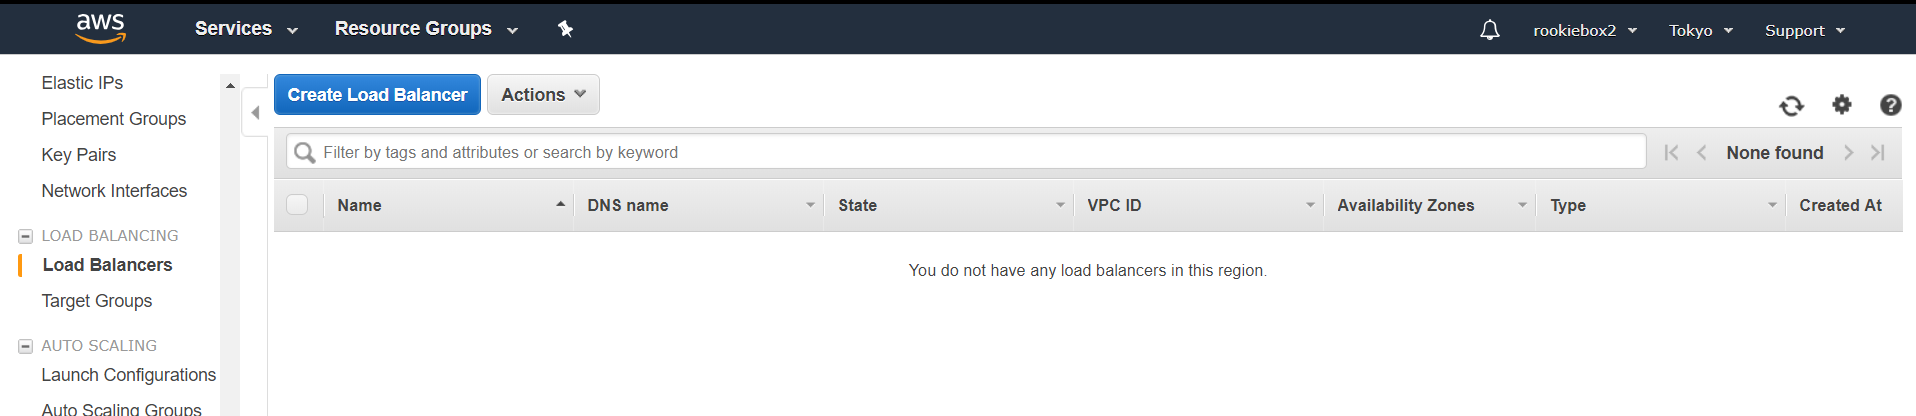 aws Services Resource Groups rookiebox2 Tokyo Support
Elastic IPs
Placement Groups
Key Pairs
Network Interfaces
LOAD BALANCING
Load Balancers
Target Groups
AUTO SCALING
Launch Configurations
Auto Scaling Groups
Create Load Balancer Actions
Filter by tags and attributes or search by keyword None found
Name DNS name State VPC ID Availability Zones Type Created At
You do not have any load balancers in this region.